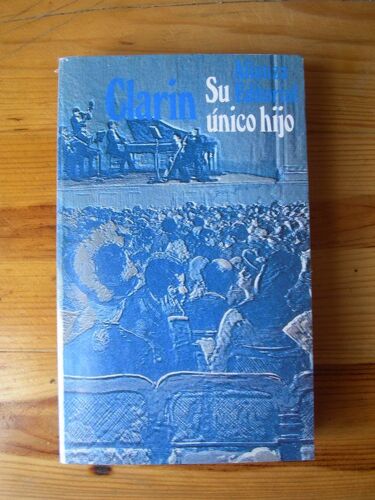 Clarín
Su
único hijo
Alianza
Editorial